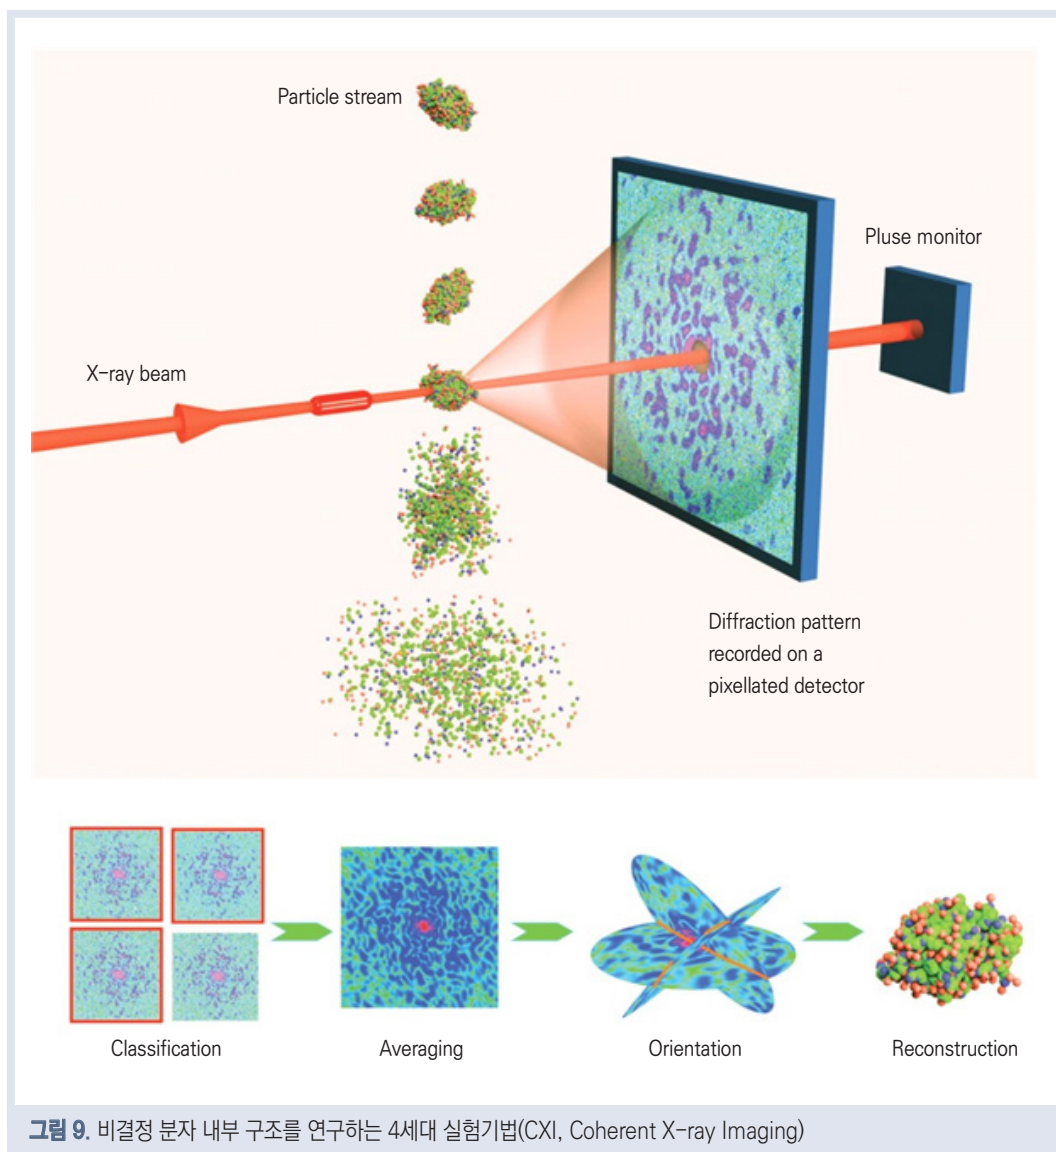 Particle stream
Pluse monitor
X-ray beam
Diffraction pattern
recorded on a
pixellated detector
Classification
Averaging
Orientation
Reconstruction
그림 9. 비결정 분자 내부 구조를 연구하는 4세대 실험기법(CXI, Coherent X-ray Imaging)